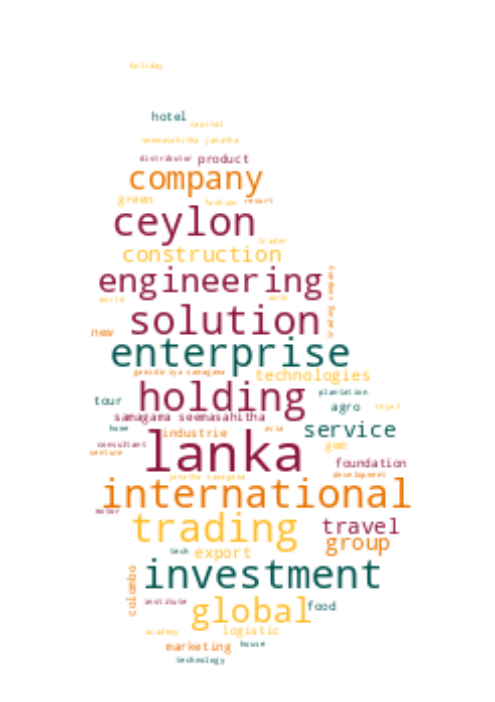 holiday
hotel
capital
seemasahitha janatha
distributor product
company
green fashion resort
ceylon
trader
construction
engineering
world auto
solution
new
enterprise
gamidiriya samagama
technologies
holding
plantation
tour agro royal
samagama seemasahitha
home asia
industrie service
consultant gem
venture
lanka
foundation
development
janatha samagama
international
motor
trading travel
group
tech export
investment
colombo
institute global food
academy logistic
marketing house
technology